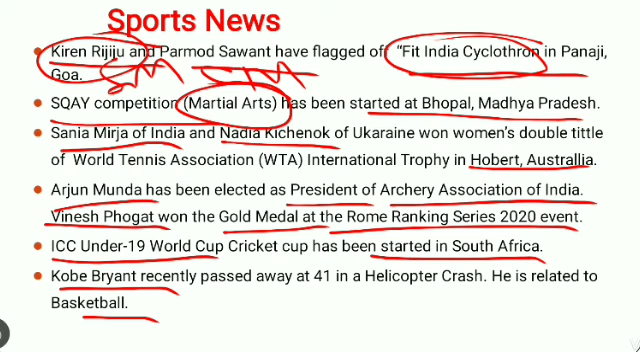 Sports News
Kiren Rijiju and Parmod Sawant have flagged off "Fit India Cyclothron in Panaji,
Goa.
SM CM
SQAY competition (Martial Arts) has been started at Bhopal, Madhya Pradesh.
Sania Mirja of India and Nadia Kichenok of Ukaraine won women's double tittle
of World Tennis Association (WTA) International Trophy in Hobert, Australlia.
Arjun Munda has been elected as President of Archery Association of India.
Vinesh Phogat won the Gold Medal at the Rome Ranking Series 2020 event.
ICC Under-19 World Cup Cricket cup has been started in South Africa.
Kobe Bryant recently passed away at 41 in a Helicopter Crash. He is related to
Basketball.